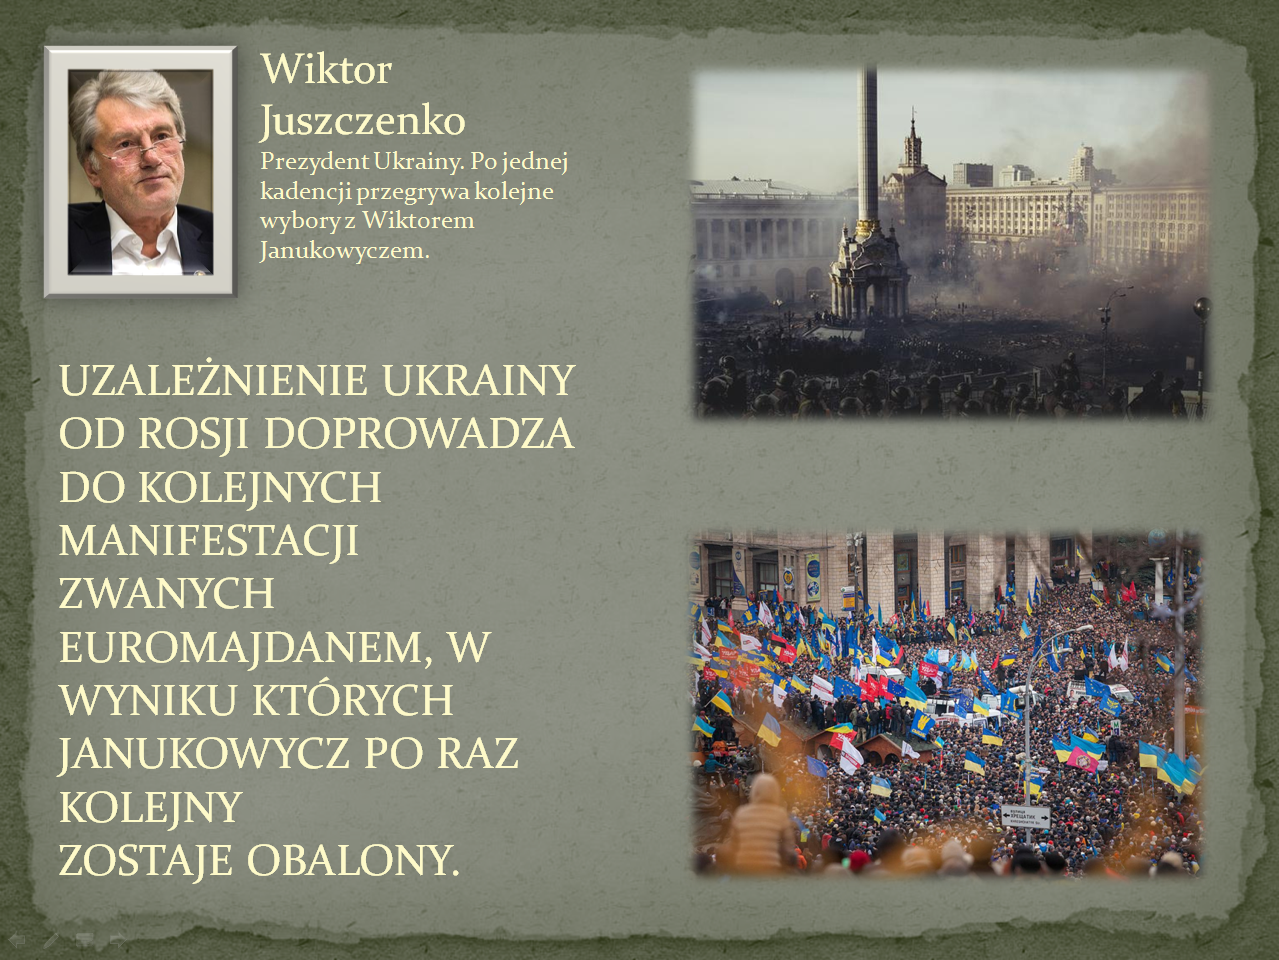 Wiktor
Juszczenko
Prezydent Ukrainy. Po jednej
kadencji przegrywa kolejne
wybory z Wiktorem
Janukowyczem.
UZALEŻNIENIE UKRAINY
OD ROSJI DOPROWADZA
DO KOLEJNYCH
MANIFESTACJI
ZWANYCH
EUROMAJDANEM, W
WYNIKU KTÓRYCH
JANUKOWYCZ PO RAZ
KOLEJNY
ZOSTAJE OBALONY.
ХРЕЩАТИК